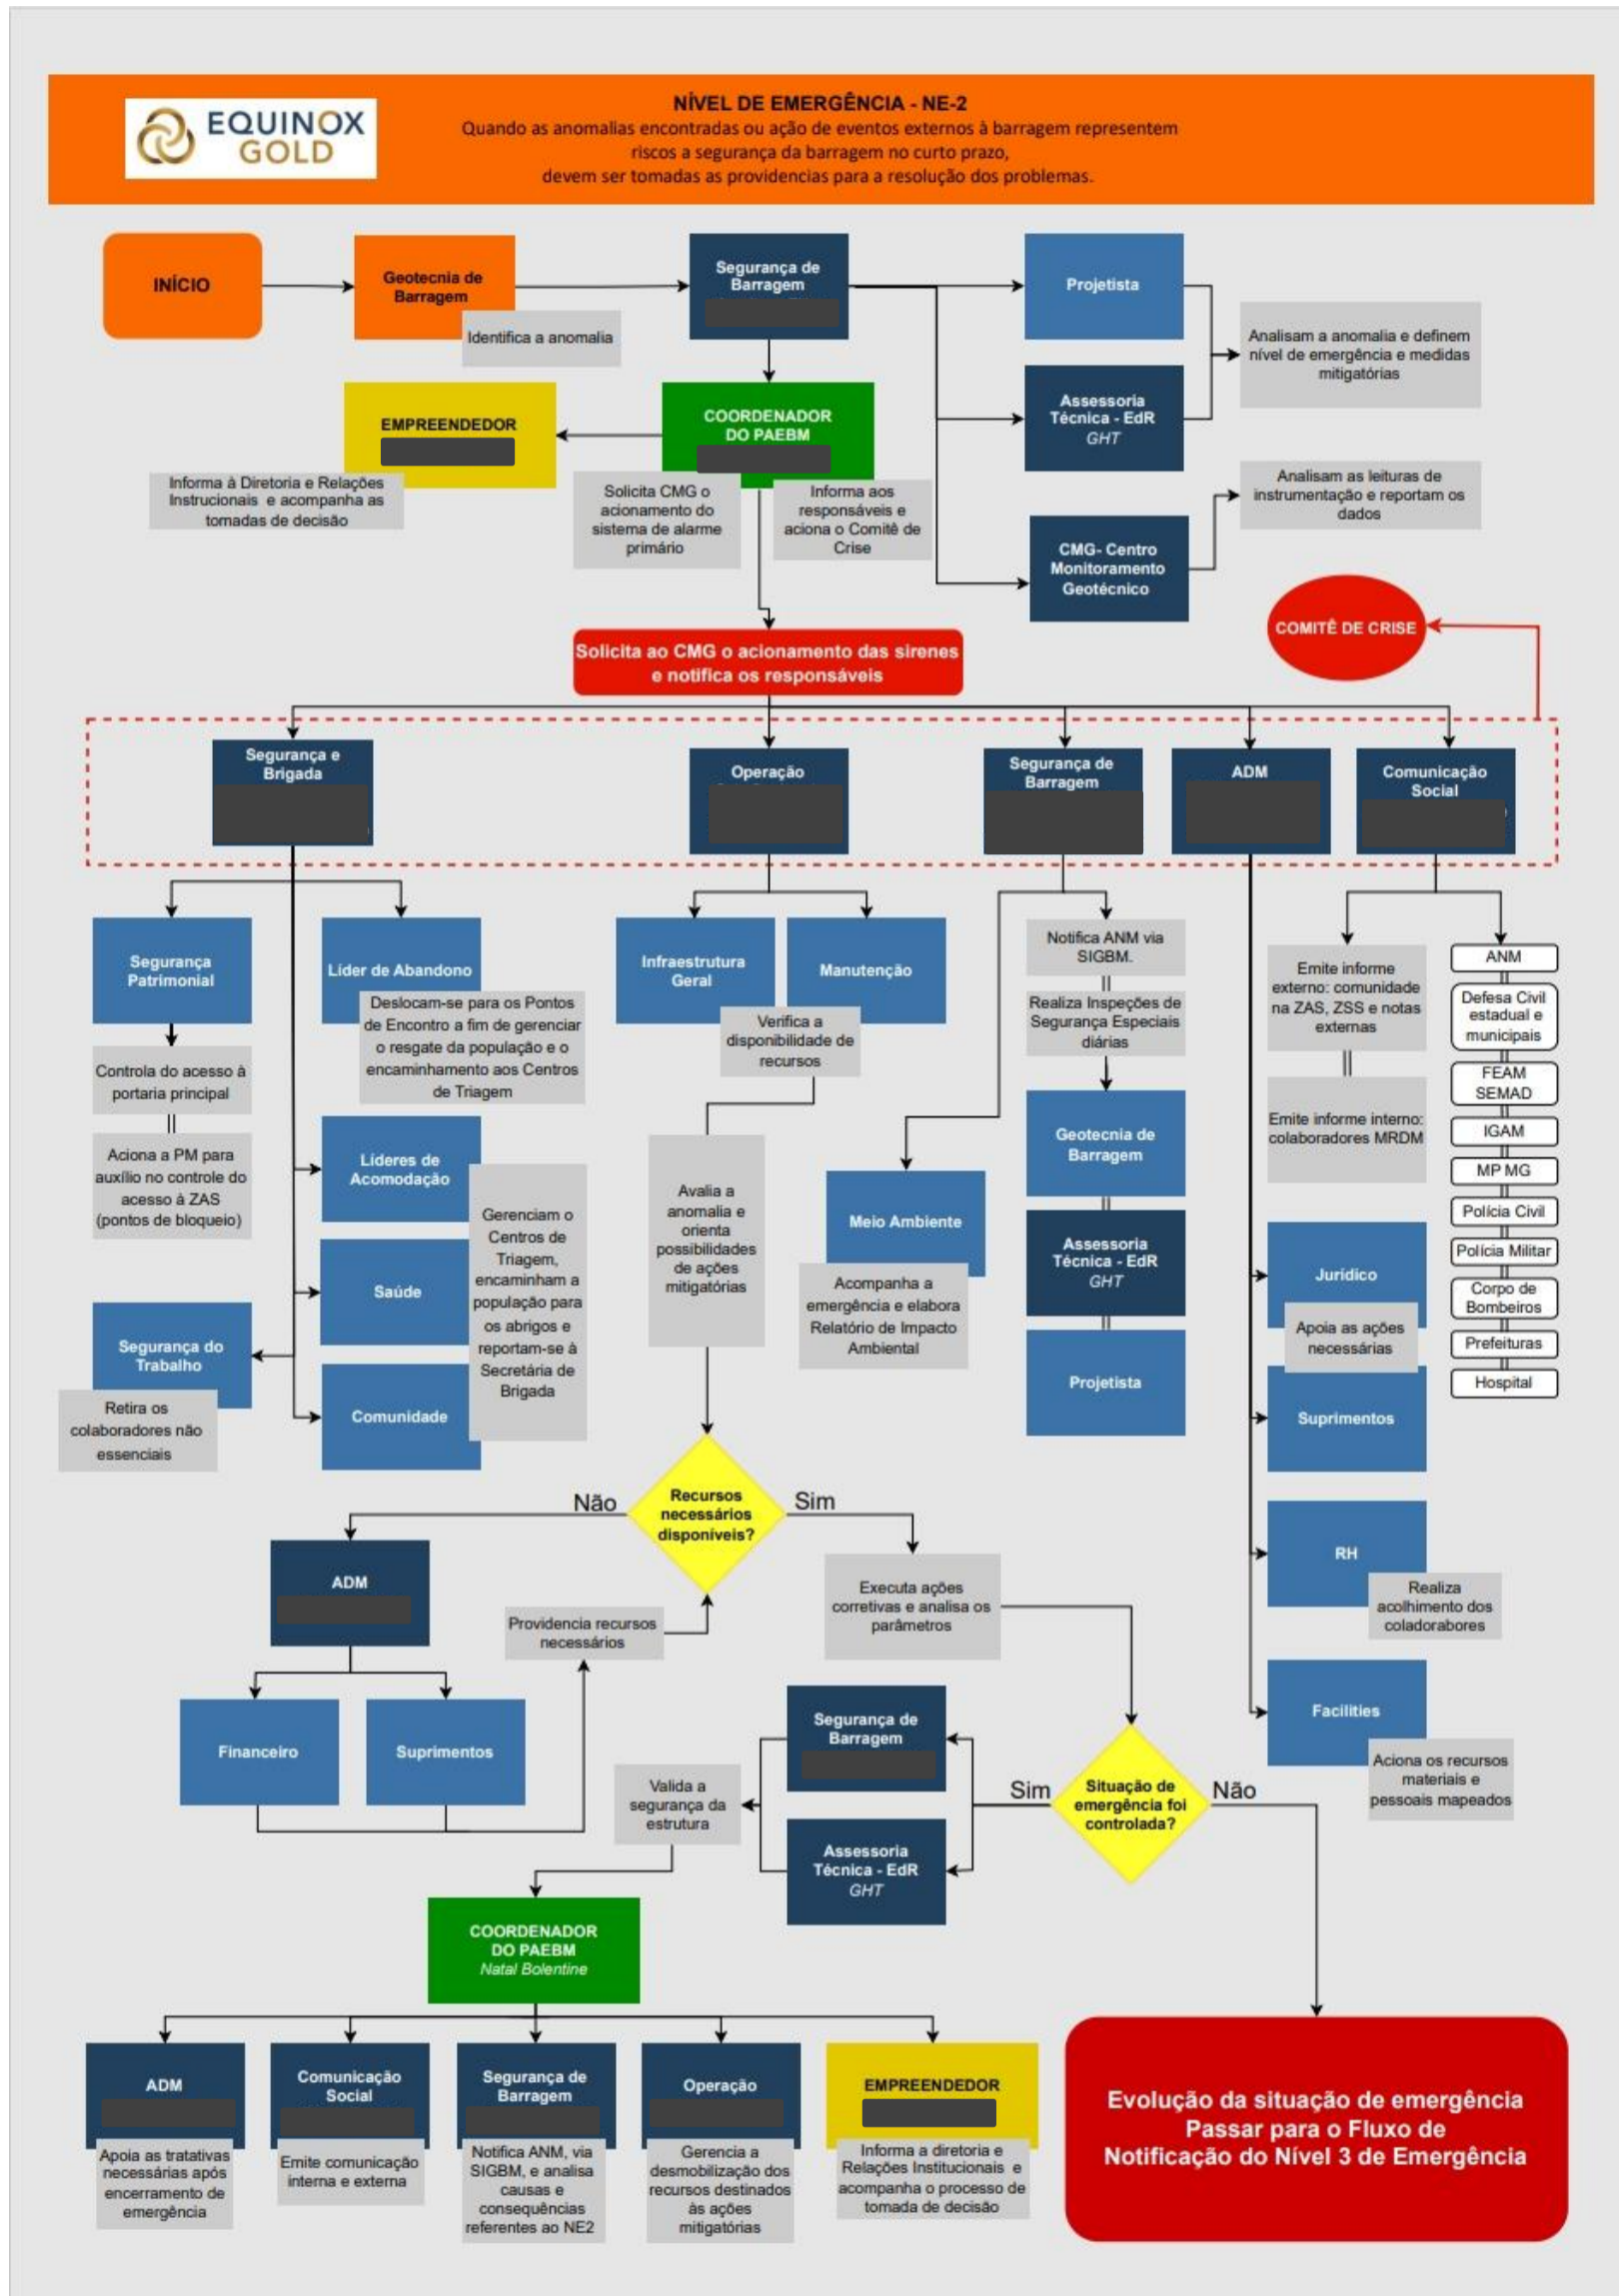 EQUINOX
GOLD
NÍVEL DE EMERGÊNCIA - NE-2
Quando as anomalias encontradas ou ação de eventos externos à barragem representem
riscos a segurança da barragem no curto prazo,
devem ser tomadas as providencias para a resolução dos problemas.
INÍCIO
Geotecnia de
Barragem
Identifica a anomalia
Segurança de
Barragem
Projetista
Analisam a anomalia e definem
nível de emergência e medidas
mitigatórias
Assessoria
Técnica - EdR
GHT
EMPREENDEDOR
Informa à Diretoria e Relações
Instrucionais e acompanha as
tomadas de decisão
COORDENADOR
DO PAEBM
Solicita CMG o
acionamento do
sistema de alarme
primário
Informa aos
responsáveis e
aciona o Comitê de
Crise
Analisam as leituras de
instrumentação e reportam os
dados
CMG- Centro
Monitoramento
Geotécnico
COMITÊ DE CRISE
Solicita ao CMG o acionamento das sirenes
e notifica os responsáveis
Segurança e
Brigada
Operação
Segurança de
Barragem
ADM
Comunicação
Social
Segurança
Patrimonial
Controla do acesso à
portaria principal
Aciona a PM para
auxílio no controle do
acesso à ZAS
(pontos de bloqueio)
Líder de Abandono
Deslocam-se para os Pontos
de Encontro a fim de gerenciar
o resgate da população e o
encaminhamento aos Centros
de Triagem
Líderes de
Acomodação
Saúde
Comunidade
Gerenciam o
Centros de
Triagem,
encaminham a
população para
os abrigos e
reportam-se à
Secretária de
Brigada
Segurança do
Trabalho
Retira os
colaboradores não
essenciais
Infraestrutura
Geral
Manutenção
Verifica a
disponibilidade de
recursos
Avalia a
anomalia e
orienta
possibilidades
de ações
mitigatórias
Notifica ANM via
SIGBM.
Realiza Inspeções de
Segurança Especiais
diárias
Geotecnia de
Barragem
Assessoria
Técnica - EdR
GHT
Projetista
Meio Ambiente
Acompanha a
emergência e elabora
Relatório de Impacto
Ambiental
Emite informe
externo: comunidade
na ZAS, ZSS e notas
externas
Emite informe interno:
colaboradores MRDM
ANM
Defesa Civil
estadual e
municipais
FEAM
SEMAD
IGAM
MP MG
Polícia Civil
Polícia Militar
Corpo de
Bombeiros
Prefeituras
Hospital
Jurídico
Apoia as ações
necessárias
Suprimentos
RH
Realiza
acolhimento dos
coladorabores
Facilities
Aciona os recursos
materiais e
pessoais mapeados
Recursos
necessários
disponíveis?
Não
Sim
ADM
Financeiro
Suprimentos
Providencia recursos
necessários
Executa ações
corretivas e analisa os
parâmetros
Situação de
emergência foi
controlada?
Sim
Não
Segurança de
Barragem
Assessoria
Técnica - EdR
GHT
Valida a
segurança da
estrutura
COORDENADOR
DO PAEBM
Natal Bolentine
ADM
Apoia as tratativas
necessárias após
encerramento de
emergência
Comunicação
Social
Emite comunicação
interna e externa
Segurança de
Barragem
Notifica ANM, via
SIGBM, e analisa
causas e
consequências
referentes ao NE2
Operação
Gerencia a
desmobilização dos
recursos destinados
às ações
mitigatórias
EMPREENDEDOR
Informa a diretoria e
Relações Institucionais e
acompanha o processo de
tomada de decisão
Evolução da situação de emergência
Passar para o Fluxo de
Notificação do Nível 3 de Emergência